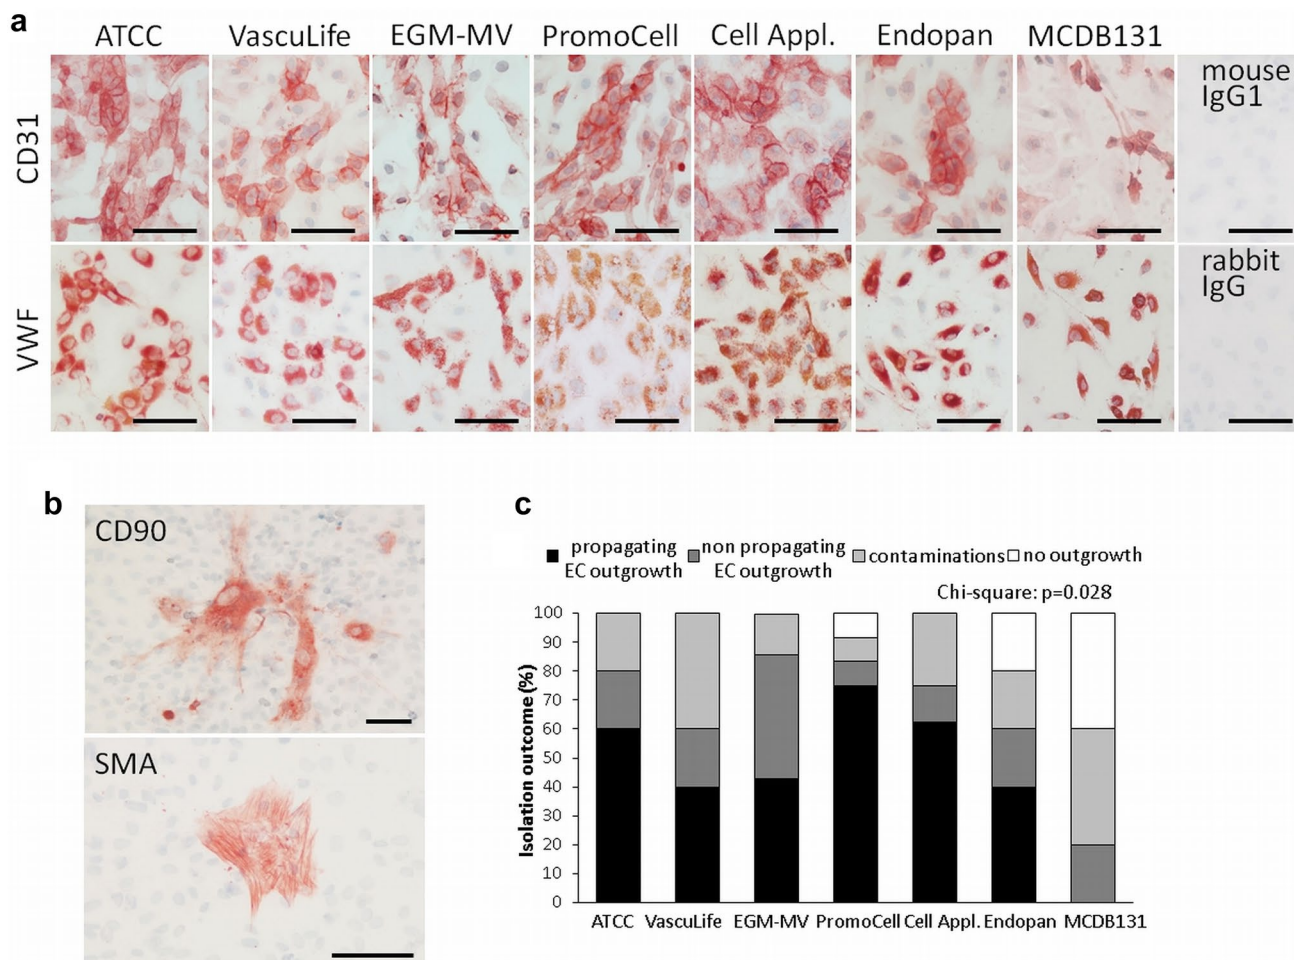 a
ATCC VascuLife EGM-MV PromoCell Cell Appl. Endopan MCDB131
CD31
mouse
IgG1
VWF
rabbit
IgG
b
CD90
SMA
c
propagating
EC outgrowth
non propagating
EC outgrowth
contaminations
no outgrowth
Chi-square: p=0.028
Isolation outcome (%)
100
90
80
70
60
50
40
30
20
10
0
ATCC VascuLife EGM-MV PromoCell Cell Appl. Endopan MCDB131